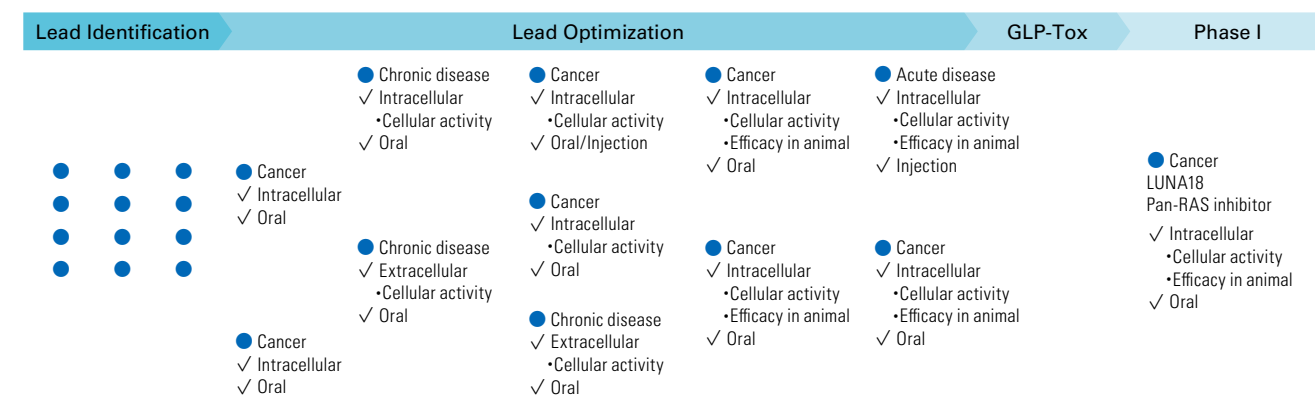 Lead Identification
Lead Optimization
GLP-Tox
Phase I
● Cancer
✓ Intracellular
✓ Oral
● Cancer
✓ Intracellular
✓ Oral
● Chronic disease
✓ Intracellular
•Cellular activity
✓ Oral
● Chronic disease
✓ Extracellular
•Cellular activity
✓ Oral
● Cancer
✓ Intracellular
•Cellular activity
✓ Oral/Injection
● Cancer
✓ Intracellular
•Cellular activity
✓ Oral
● Chronic disease
✓ Extracellular
•Cellular activity
✓ Oral
● Cancer
✓ Intracellular
•Cellular activity
•Efficacy in animal
✓ Oral
● Cancer
✓ Intracellular
•Cellular activity
•Efficacy in animal
✓ Oral
● Acute disease
✓ Intracellular
•Cellular activity
•Efficacy in animal
✓ Injection
● Cancer
✓ Intracellular
•Cellular activity
•Efficacy in animal
✓ Oral
● Cancer
LUNA18
Pan-RAS inhibitor
✓ Intracellular
•Cellular activity
•Efficacy in animal
✓ Oral